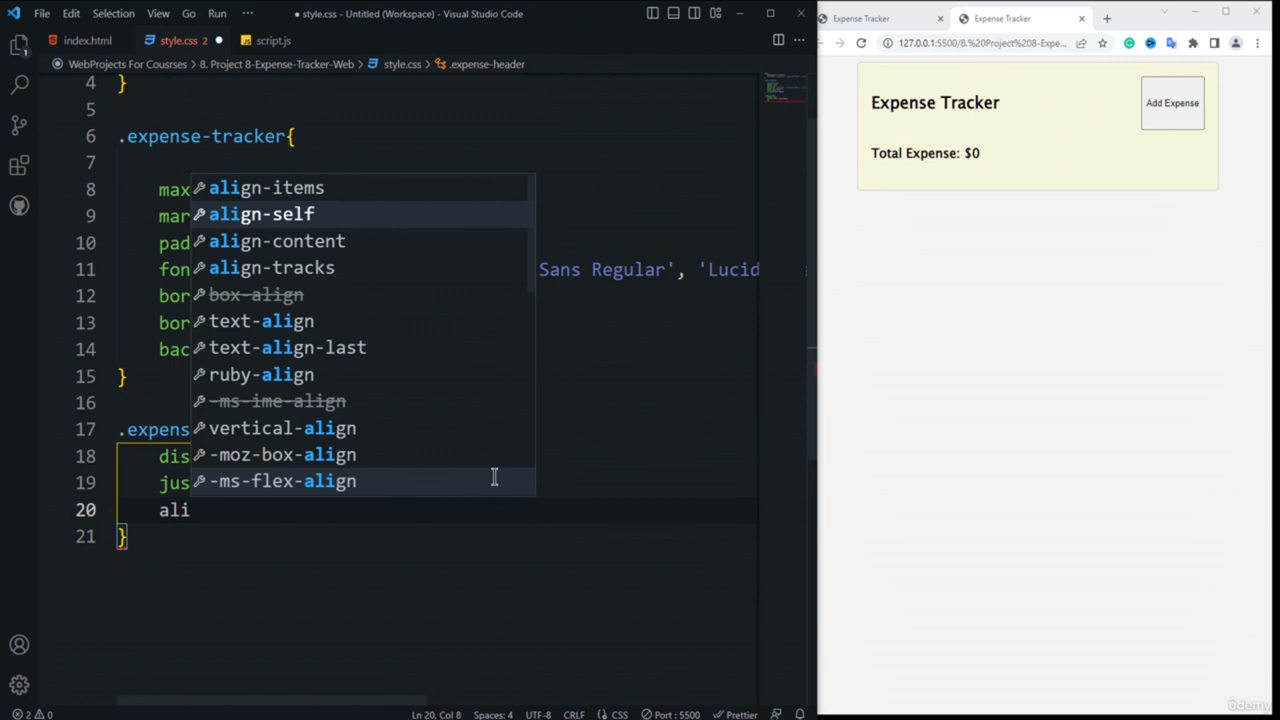 File Edit Selection View Go Run ··· ● style.css - Untitled (Workspace) - Visual Studio Code
index.html style.css 2 ● script.js
WebProjects For Coursres > 8. Project 8-Expense-Tracker-Web > style.css > .expense-header
4 }
5
6 .expense-tracker{
7
8 max
9 mar
10 pad
11 fon Sans Regular', 'Lucid
12 bor
13 bor
14 bac
15 }
16
17 .expens
18 dis
19 jus
20 ali
21 }
align-items
align-self
align-content
align-tracks
box-align
text-align
text-align-last
ruby-align
-ms-ime-align
vertical-align
-moz-box-align
-ms-flex-align
1
2 0 Ln 20, Col 8 Spaces: 4 UTF-8 CRLF {} CSS Port : 5500 Prettier
Expense Tracker Expense Tracker
127.0.0.1:5500/8.%20Project%208-Expe...
Expense Tracker
Add Expense
Total Expense: $0
ûdemy